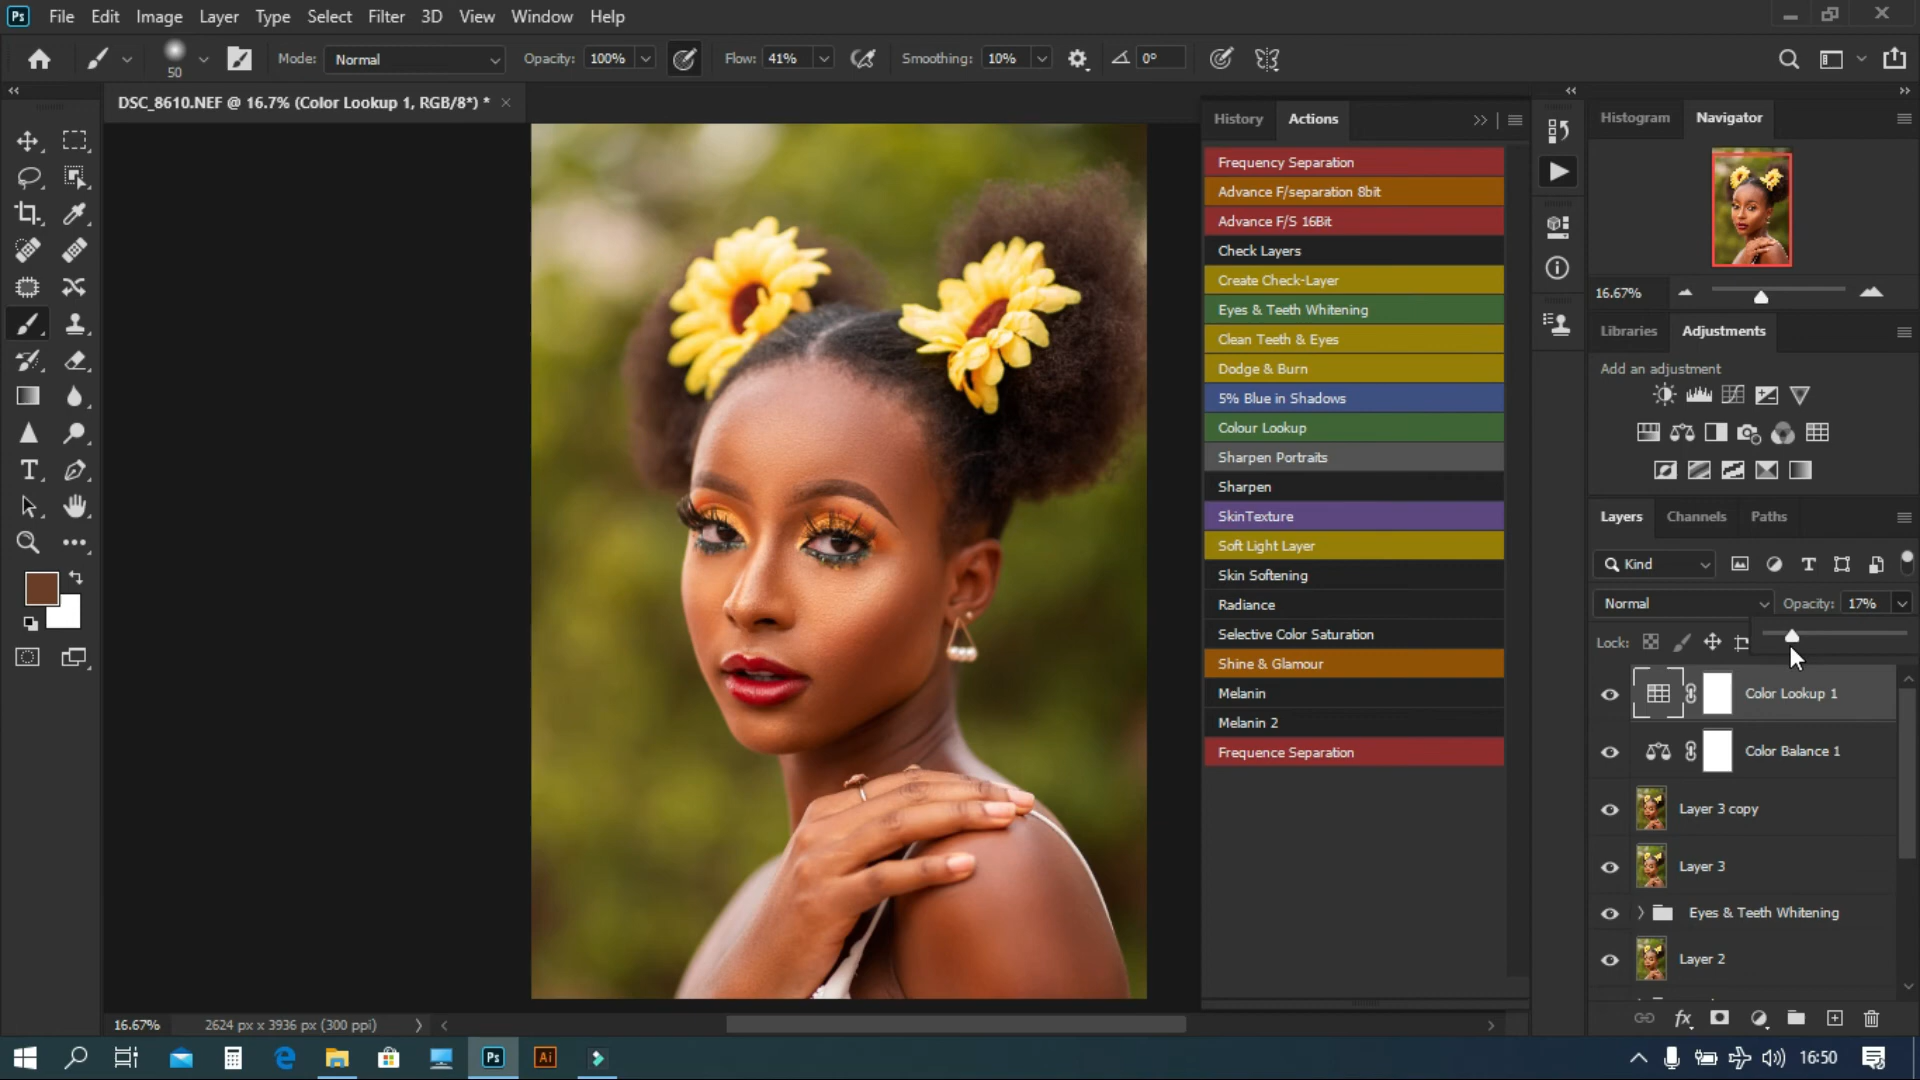 Ps File Edit Image Layer Type Select Filter 3D View Window Help
50 Mode: Normal Opacity: 100% Flow: 41% Smoothing: 10% 0°
DSC_8610.NEF @ 16.7% (Color Lookup 1, RGB/8*) *
History Actions
Frequency Separation
Advance F/separation 8bit
Advance F/S 16Bit
Check Layers
Create Check-Layer
Eyes & Teeth Whitening
Clean Teeth & Eyes
Dodge & Burn
5% Blue in Shadows
Colour Lookup
Sharpen Portraits
Sharpen
SkinTexture
Soft Light Layer
Skin Softening
Radiance
Selective Color Saturation
Shine & Glamour
Melanin
Melanin 2
Frequence Separation
Histogram Navigator
16.67%
Libraries Adjustments
Add an adjustment
Layers Channels Paths
Kind
Normal Opacity: 17%
Lock:
Color Lookup 1
Color Balance 1
Layer 3 copy
Layer 3
Eyes & Teeth Whitening
Layer 2
fx
16.67% 2624 px x 3936 px (300 ppi)
Ps Ai 16:50